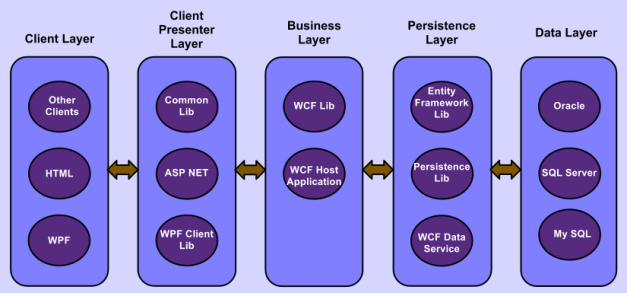 Client Layer
Client
Presenter
Layer
Business
Layer
Persistence
Layer
Data Layer
Other
Clients
HTML
WPF
Common
Lib
ASP NET
WPF Client
Lib
WCF Lib
WCF Host
Application
Entity
Framework
Lib
Persistence
Lib
WCF Data
Service
Oracle
SQL Server
My SQL